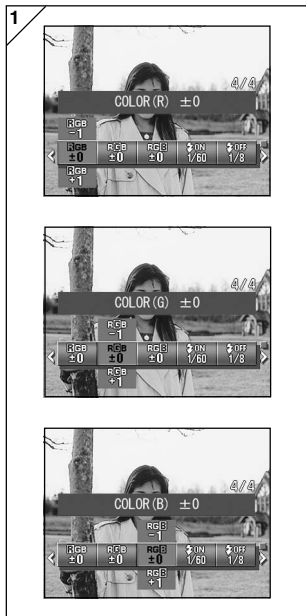 1
4/4
COLOR(R) ±0
RGB
-1
RGB RGB RGB ON OFF
±0 ±0 ±0 1/60 1/8
RGB
+1
4/4
COLOR(G) ±0
RGB
-1
RGB RGB RGB ON OFF
±0 ±0 ±0 1/60 1/8
RGB
+1
4/4
COLOR(B) ±0
RGB
-1
RGB RGB RGB ON OFF
±0 ±0 ±0 1/60 1/8
RGB
+1